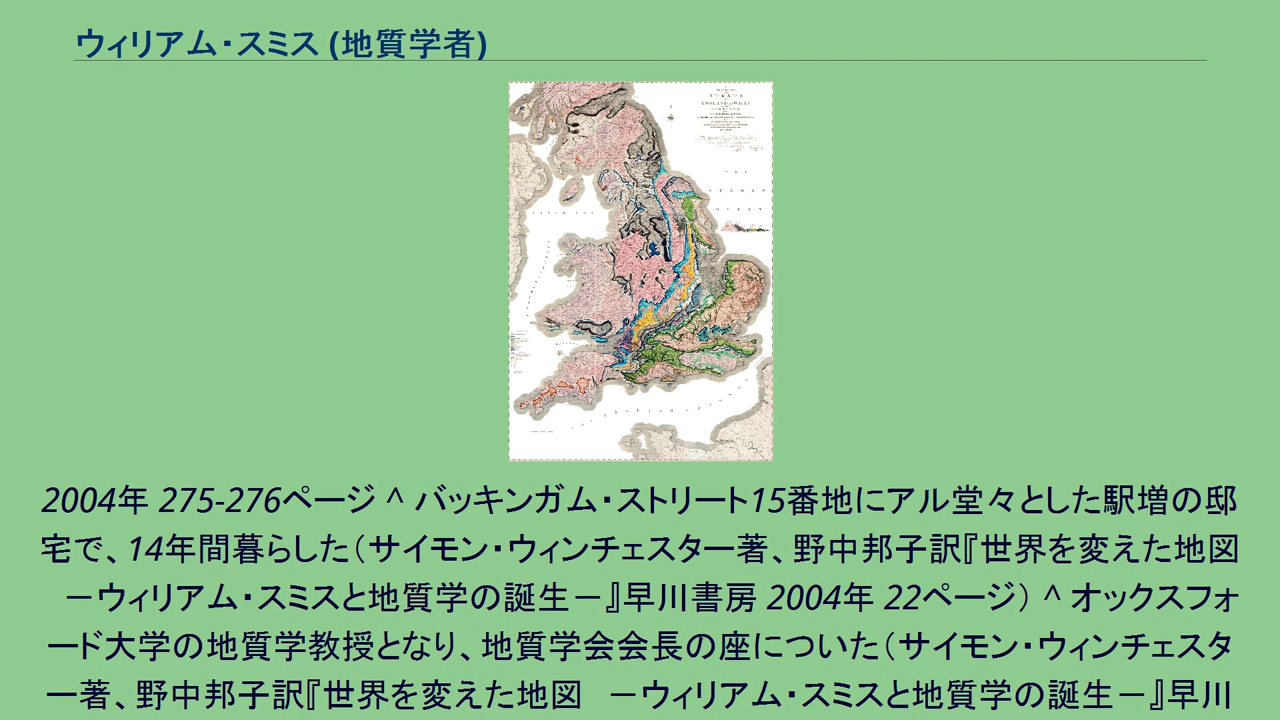 ウィリアム・スミス (地質学者)
2004年 275-276ページ ^ バッキンガム・ストリート15番地にアル堂々とした駅増の邸
宅で、14年間暮らした（サイモン・ウィンチェスター著、野中邦子訳『世界を変えた地図
－ウィリアム・スミスと地質学の誕生－』早川書房 2004年 22ページ） ^ オックスフォ
ード大学の地質学教授となり、地質学会会長の座についた（サイモン・ウィンチェスタ
ー著、野中邦子訳『世界を変えた地図　－ウィリアム・スミスと地質学の誕生－』早川